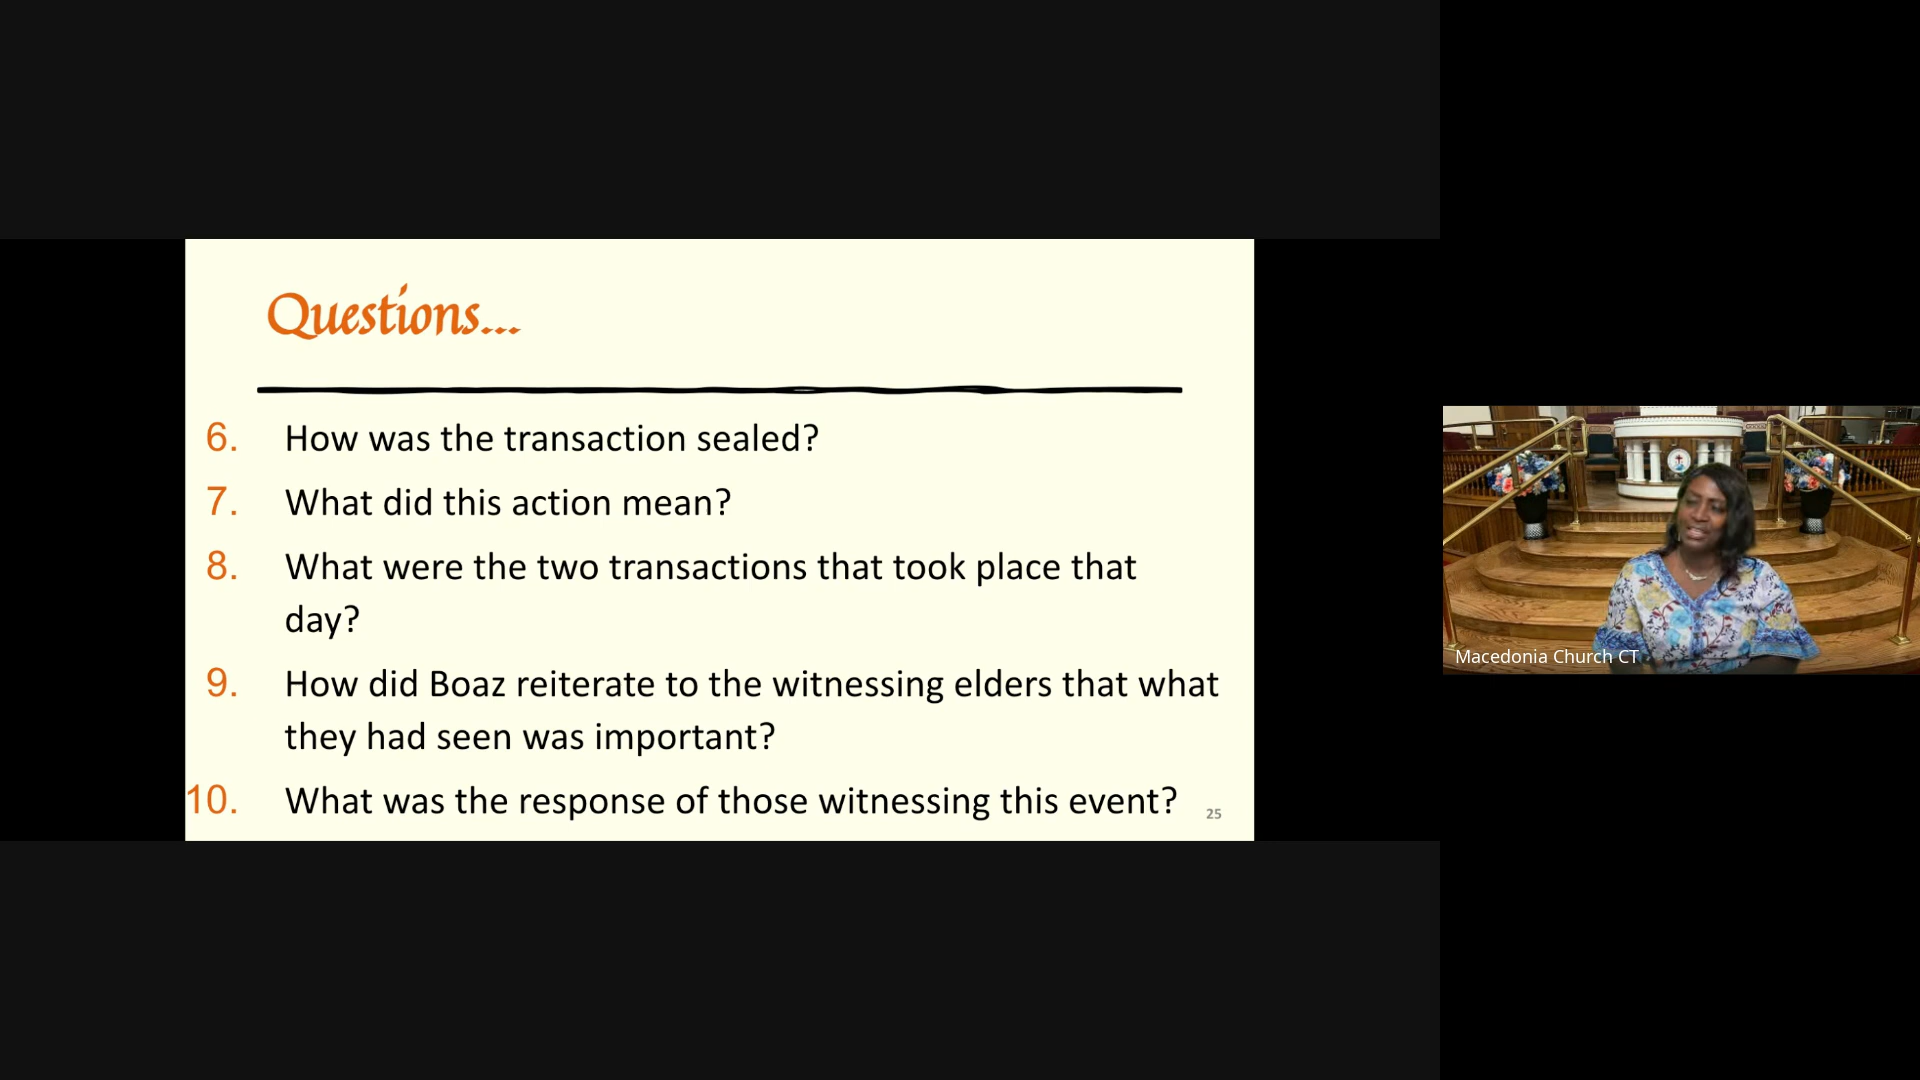 Questions...
6. How was the transaction sealed?
7. What did this action mean?
8. What were the two transactions that took place that
day?
9. How did Boaz reiterate to the witnessing elders that what
they had seen was important?
10. What was the response of those witnessing this event?
25
Macedonia Church CT